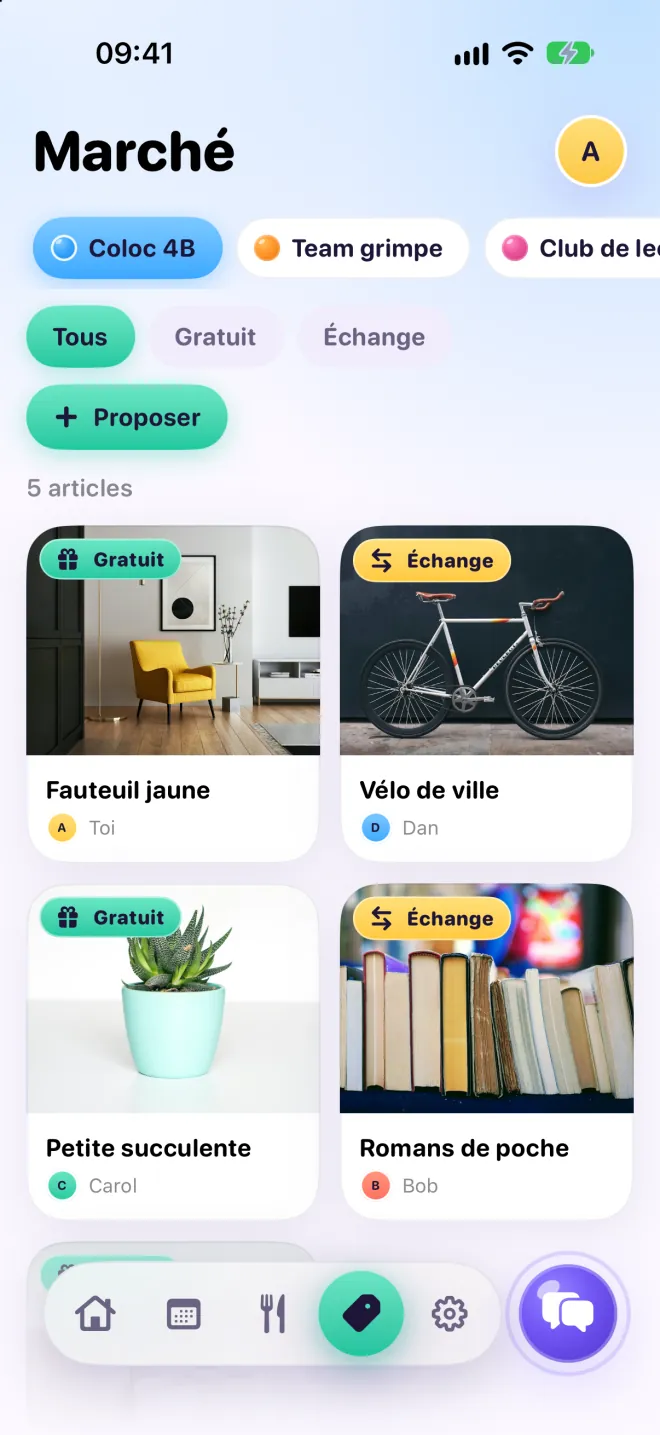 09:41
Marché
A
Coloc 4B
Team grimpe
Club de le
Tous
Gratuit
Échange
+ Proposer
5 articles
Gratuit
Échange
Fauteuil jaune
Vélo de ville
A Toi
D Dan
Gratuit
Échange
Petite succulente
Romans de poche
C Carol
B Bob